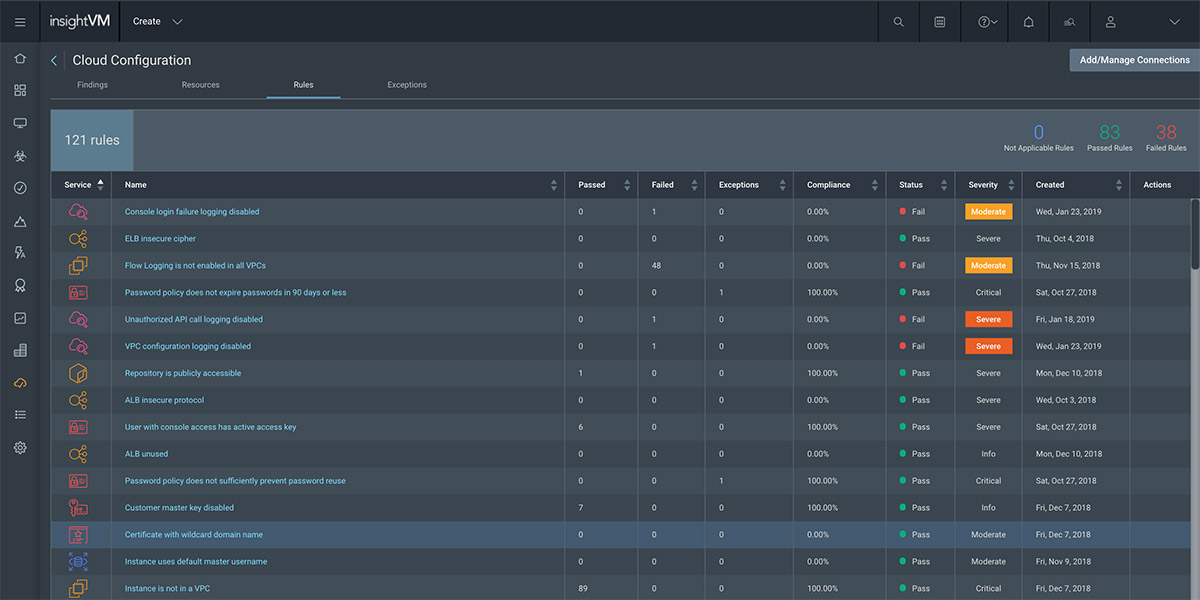 insightVM Create
Cloud Configuration Add/Manage Connections
Findings Resources Rules Exceptions
121 rules 0 Not Applicable Rules 83 Passed Rules 38 Failed Rules
Service Name Passed Failed Exceptions Compliance Status Severity Created Actions
Console login failure logging disabled 0 1 0 0.00% Fail Moderate Wed, Jan 23, 2019
ELB insecure cipher 0 0 0 0.00% Pass Severe Thu, Oct 4, 2018
Flow Logging is not enabled in all VPCs 0 48 0 0.00% Fail Moderate Thu, Nov 15, 2018
Password policy does not expire passwords in 90 days or less 0 0 1 100.00% Pass Critical Sat, Oct 27, 2018
Unauthorized API call logging disabled 0 1 0 0.00% Fail Severe Fri, Jan 18, 2019
VPC configuration logging disabled 0 1 0 0.00% Fail Severe Wed, Jan 23, 2019
Repository is publicly accessible 1 0 0 100.00% Pass Severe Mon, Dec 10, 2018
ALB insecure protocol 0 0 0 0.00% Pass Severe Wed, Oct 3, 2018
User with console access has active access key 6 0 0 100.00% Pass Severe Sat, Oct 27, 2018
ALB unused 0 0 0 0.00% Pass Info Mon, Dec 10, 2018
Password policy does not sufficiently prevent password reuse 0 0 1 100.00% Pass Critical Sat, Oct 27, 2018
Customer master key disabled 7 0 0 100.00% Pass Info Fri, Dec 7, 2018
Certificate with wildcard domain name 0 0 0 0.00% Pass Moderate Fri, Dec 7, 2018
Instance uses default master username 0 0 0 0.00% Pass Moderate Fri, Nov 9, 2018
Instance is not in a VPC 89 0 0 100.00% Pass Critical Fri, Dec 7, 2018